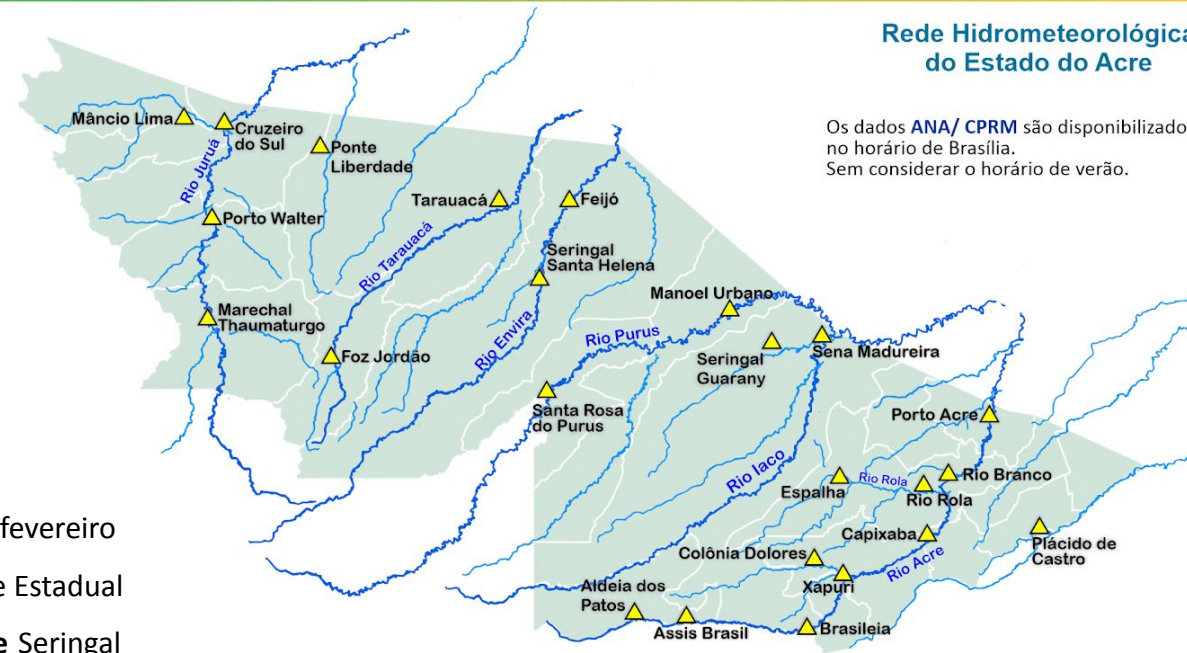 Rede Hidrometeorológica
do Estado do Acre
Os dados ANA/ CPRM são disponibilizado
no horário de Brasília.
Sem considerar o horário de verão.
Mâncio Lima
Cruzeiro
do Sul
Ponte
Liberdade
Rio Juruá
Porto Walter
Tarauacá
Feijó
Rio Tarauacá
Seringal
Santa Helena
Marechal
Thaumaturgo
Foz Jordão
Rio Envira
Manoel Urbano
Rio Purus
Seringal
Guarany
Sena Madureira
Santa Rosa
do Purus
Porto Acre
Rio Iaco
Espalha
Rio Rola
Rio Rola
Rio Branco
Capixaba
Plácido de
Castro
Colônia Dolores
Rio Acre
Xapuri
Aldeia dos
Patos
Assis Brasil
Brasileia
fevereiro
e Estadual
e Seringal